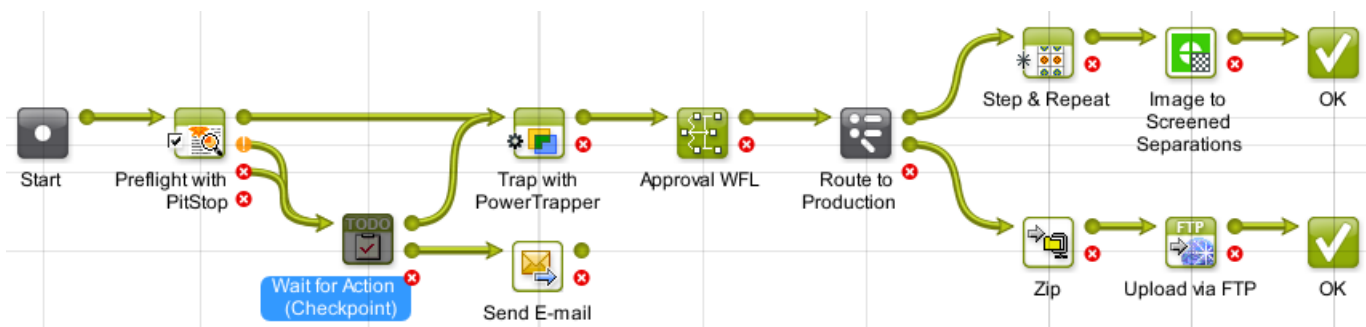 Step & Repeat
Image to
Screened
Separations
OK
Start
Preflight with
PitStop
Trap with
PowerTrapper
Approval WFL
Route to
Production
TODO
Wait for Action
(Checkpoint)
Send E-mail
FTP
Zip
Upload via FTP
OK